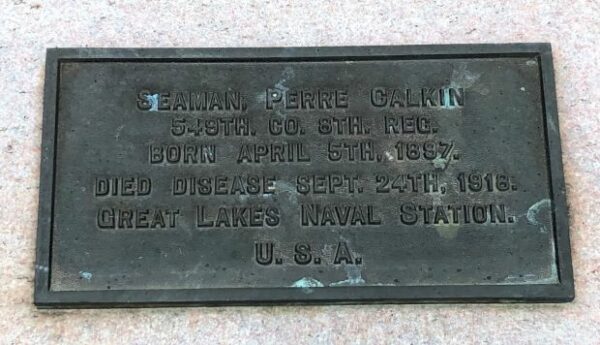 SEAMAN, PERRE CALKIN
549TH. CO. 8TH. REG.
BORN APRIL 5TH, 1897.
DIED DISEASE SEPT. 24TH, 1918.
GREAT LAKES NAVAL STATION.
U. S. A.